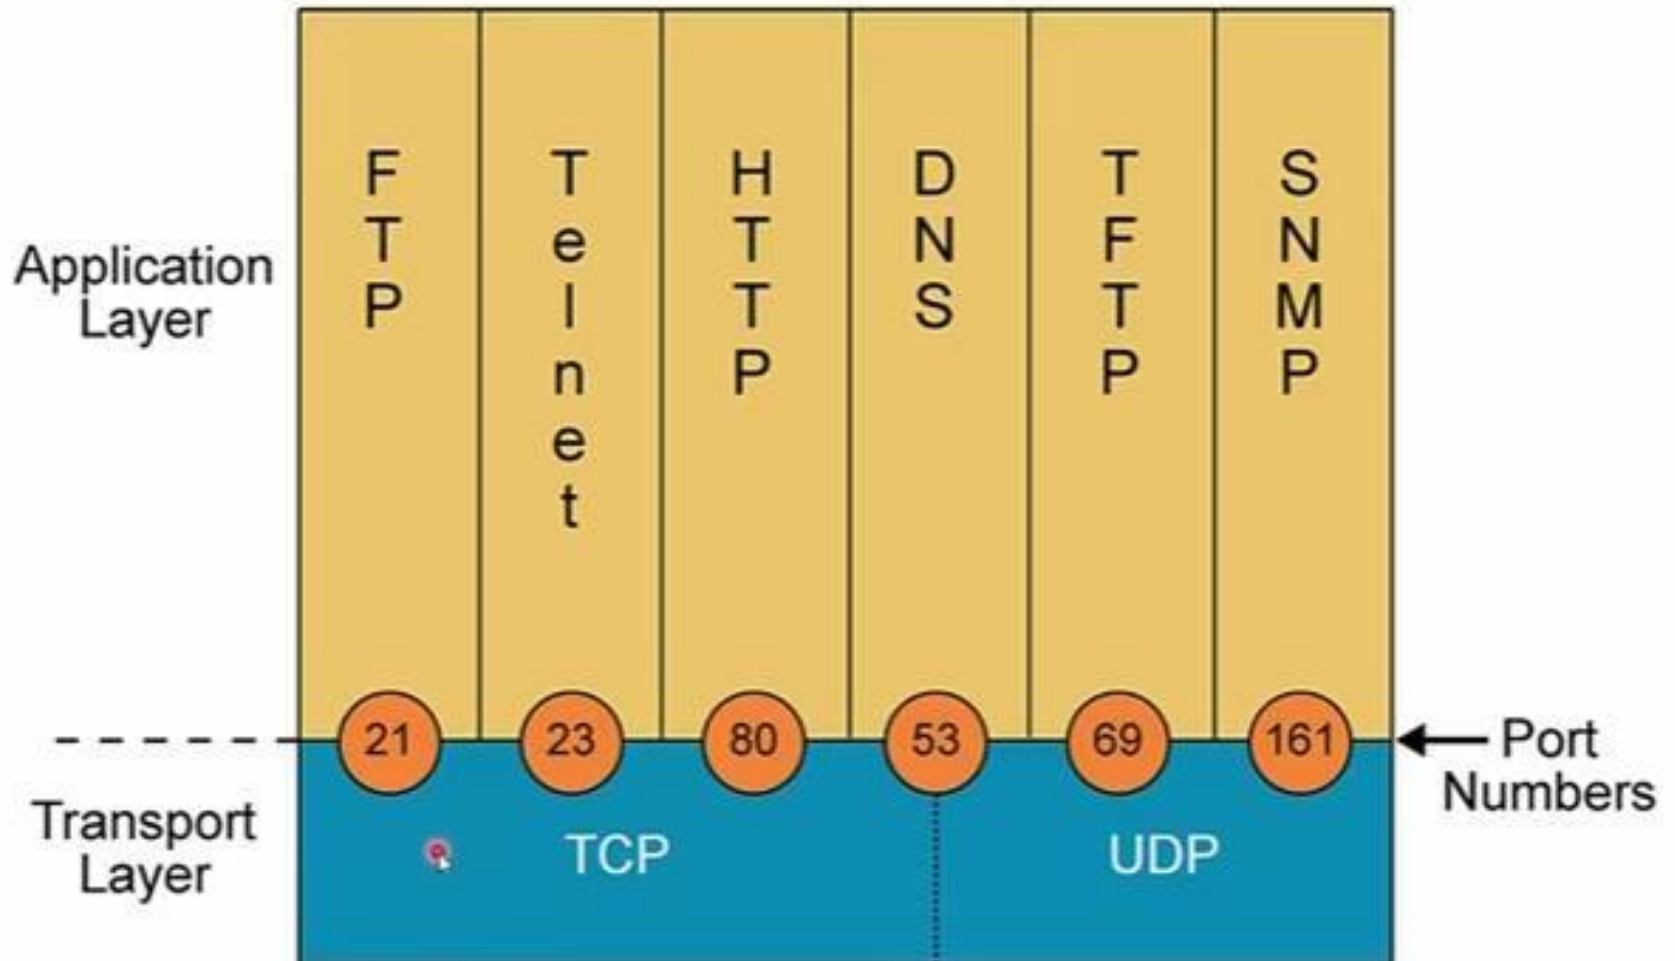 FTP
Telnet
HTTP
DNS
TFTP
SNMP
Application
Layer
21
23
80
53
69
161
Port
Numbers
Transport
Layer
TCP
UDP